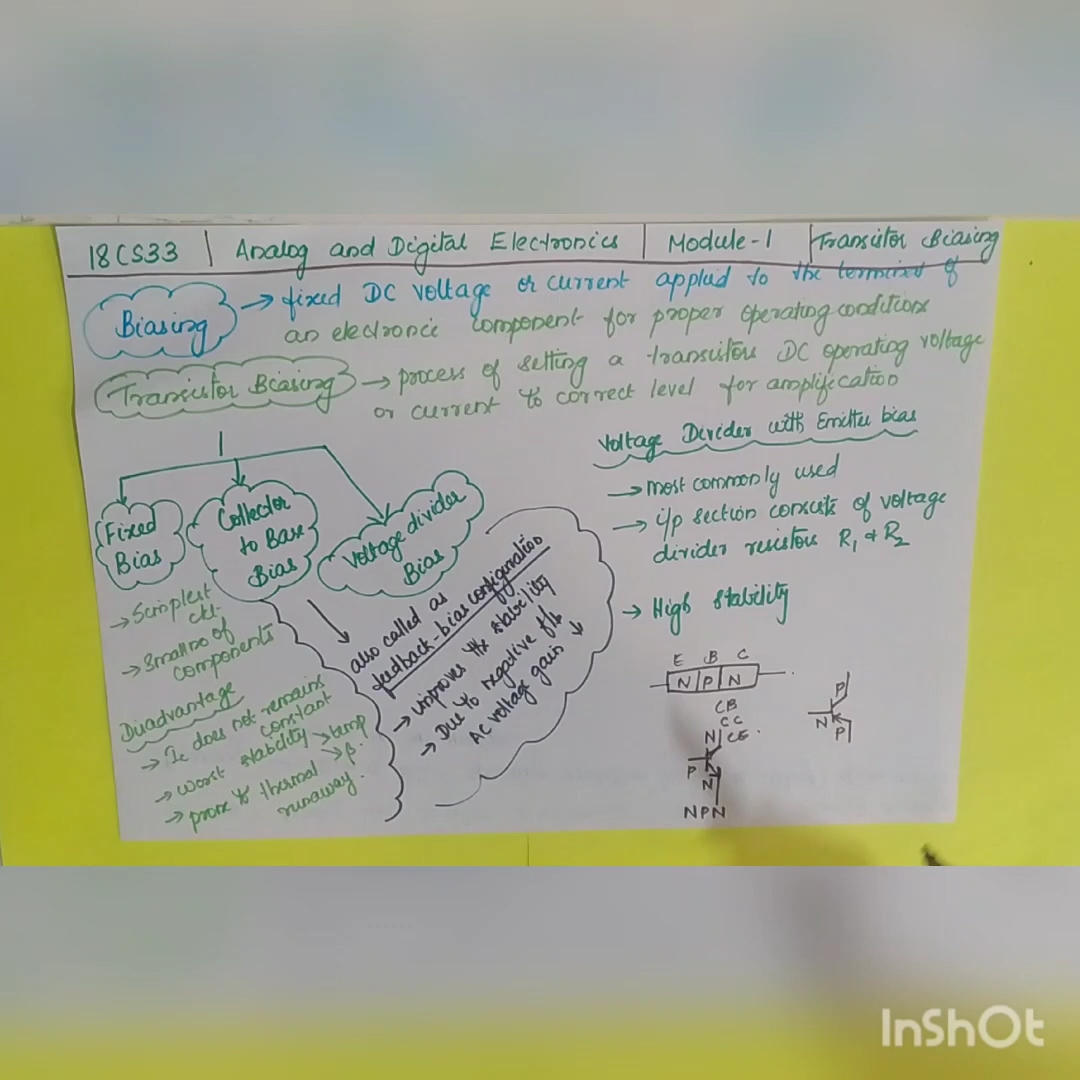 18CS33 | Analog and Digital Electronics | Module-1 | Transistor Biasing
Biasing → fixed DC voltage or current applied to the terminal of
an electronic component for proper operating conditions
Transistor Biasing → process of setting a transistors DC operating voltage
or current to correct level for amplification
Fixed
Bias
Collector
to Base
Bias
Voltage divider
Bias
→ Simplest
ckt.
→ Small no of
components
Disadvantage
→ Ic does not remains
constant
→ worst stability → temp
→ β.
→ prone to thermal
runaway.
also called as
feedback-bias configuration
→ improves the stability
→ Due to negative f/b
AC voltage gain ↓
Voltage Divider with Emitter bias
→ most commonly used
→ i/p section consists of voltage
divider resistors R1 & R2
→ High stability
E B C
N P N
CB
CC
CE.
N
P
N
NPN
P
N
P
InShOt